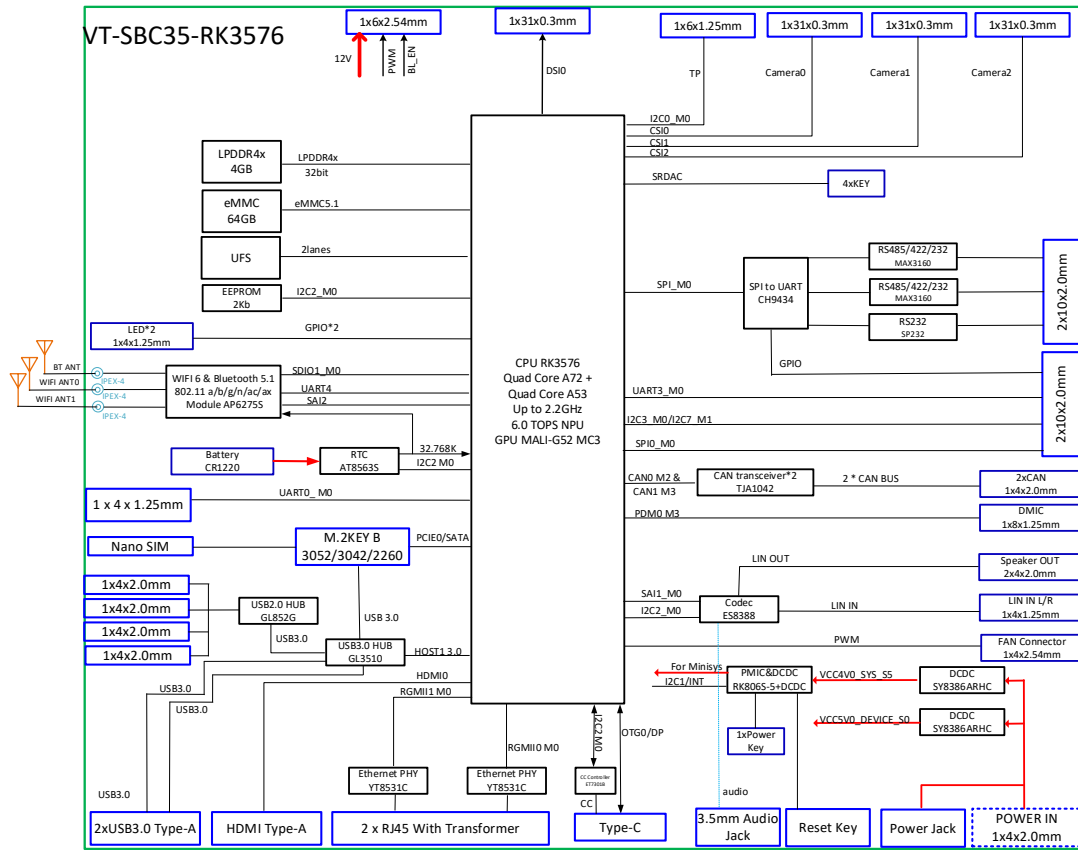 VT-SBC35-RK3576
1x6x2.54mm
1x31x0.3mm
1x6x1.25mm
1x31x0.3mm
1x31x0.3mm
1x31x0.3mm
12V
PWM
BL_EN
DSI0
TP
Camera0
Camera1
Camera2
I2C0_M0
CSI0
CSI1
CSI2
LPDDR4x
4GB
LPDDR4x
32bit
SRDAC
4xKEY
eMMC
64GB
eMMC5.1
UFS
2lanes
EEPROM
2Kb
I2C2_M0
LED*2
1x4x1.25mm
GPIO*2
SPI_M0
SPI to UART
CH9434
RS485/422/232
MAX3160
RS485/422/232
MAX3160
RS232
SP232
2x10x2.0mm
GPIO
BT ANT
WIFI ANT0
WIFI ANT1
IPEX-4
IPEX-4
IPEX-4
WIFI 6 & Bluetooth 5.1
802.11 a/b/g/n/ac/ax
Module AP6275S
SDIO1_M0
UART4
SAI2
CPU RK3576
Quad Core A72 +
Quad Core A53
Up to 2.2GHz
6.0 TOPS NPU
GPU MALI-G52 MC3
UART3_M0
I2C3_M0/I2C7_M1
SPI0_M0
2x10x2.0mm
Battery
CR1220
RTC
AT8563S
32.768K
I2C2 M0
CAN0 M2 &
CAN1 M3
CAN transceiver*2
TJA1042
2 * CAN BUS
2xCAN
1x4x2.0mm
1 x 4 x 1.25mm
UART0_ M0
PDM0 M3
DMIC
1x8x1.25mm
Nano SIM
M.2KEY B
3052/3042/2260
PCIE0/SATA
LIN OUT
Speaker OUT
2x4x2.0mm
1x4x2.0mm
1x4x2.0mm
1x4x2.0mm
1x4x2.0mm
USB2.0 HUB
GL852G
USB 3.0
USB3.0
USB3.0 HUB
GL3510
HOST1 3.0
SAI1_M0
I2C2_M0
Codec
ES8388
LIN IN
LIN IN L/R
1x4x1.25mm
PWM
FAN Connector
1x4x2.54mm
HDMI0
RGMII1 M0
USB3.0
USB3.0
For Minisys
I2C1/INT
PMIC&DCDC
RK806S-5+DCDC
VCC4V0_SYS_S5
DCDC
SY8386ARHC
VCC5V0_DEVICE_S0
DCDC
SY8386ARHC
1xPower
Key
RGMII0 M0
I2C2 M0
OTG0/DP
Ethernet PHY
YT8531C
Ethernet PHY
YT8531C
CC Controller
ET7301B
CC
USB3.0
audio
2xUSB3.0 Type-A
HDMI Type-A
2 x RJ45 With Transformer
Type-C
3.5mm Audio
Jack
Reset Key
Power Jack
POWER IN
1x4x2.0mm